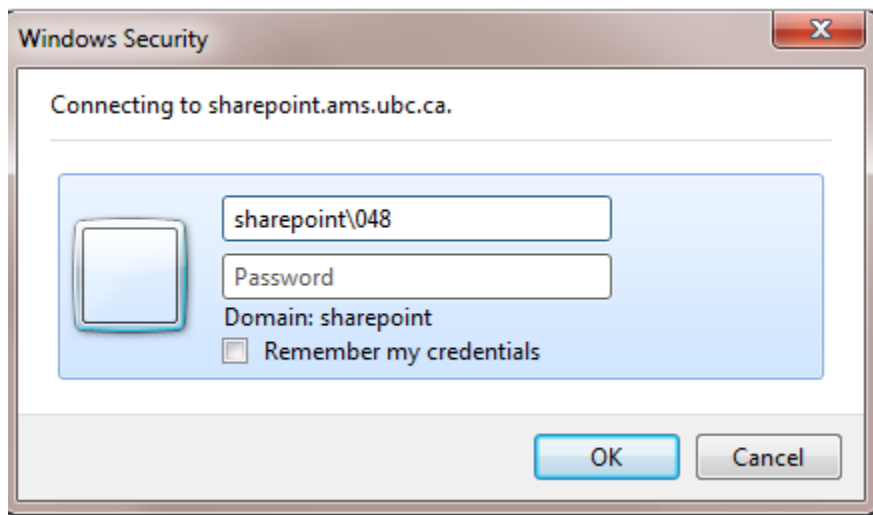 Windows Security
Connecting to sharepoint.ams.ubc.ca.
sharepoint\048
Password
Domain: sharepoint
Remember my credentials
OK Cancel